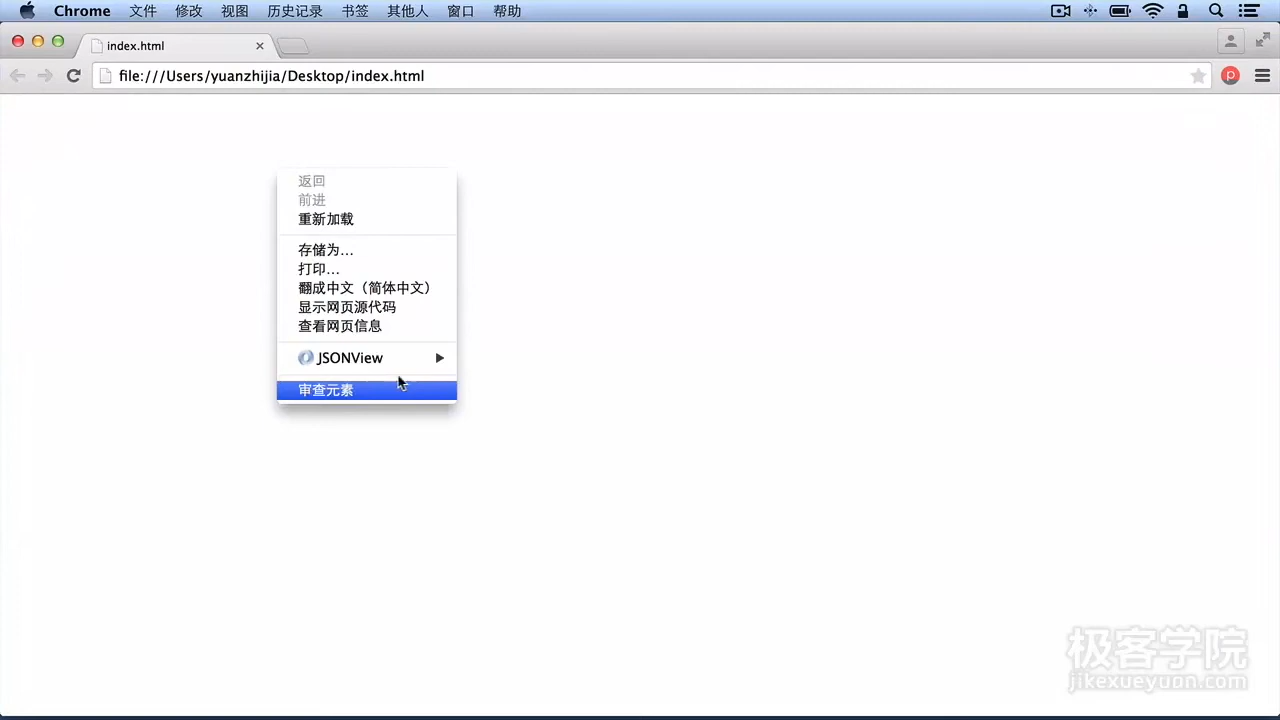 Chrome 文件 修改 视图 历史记录 书签 其他人 窗口 帮助
index.html
file:///Users/yuanzhijia/Desktop/index.html
返回
前进
重新加载
存储为...
打印...
翻成中文（简体中文）
显示网页源代码
查看网页信息
JSONView
审查元素
极客学院
jikexueyuan.com